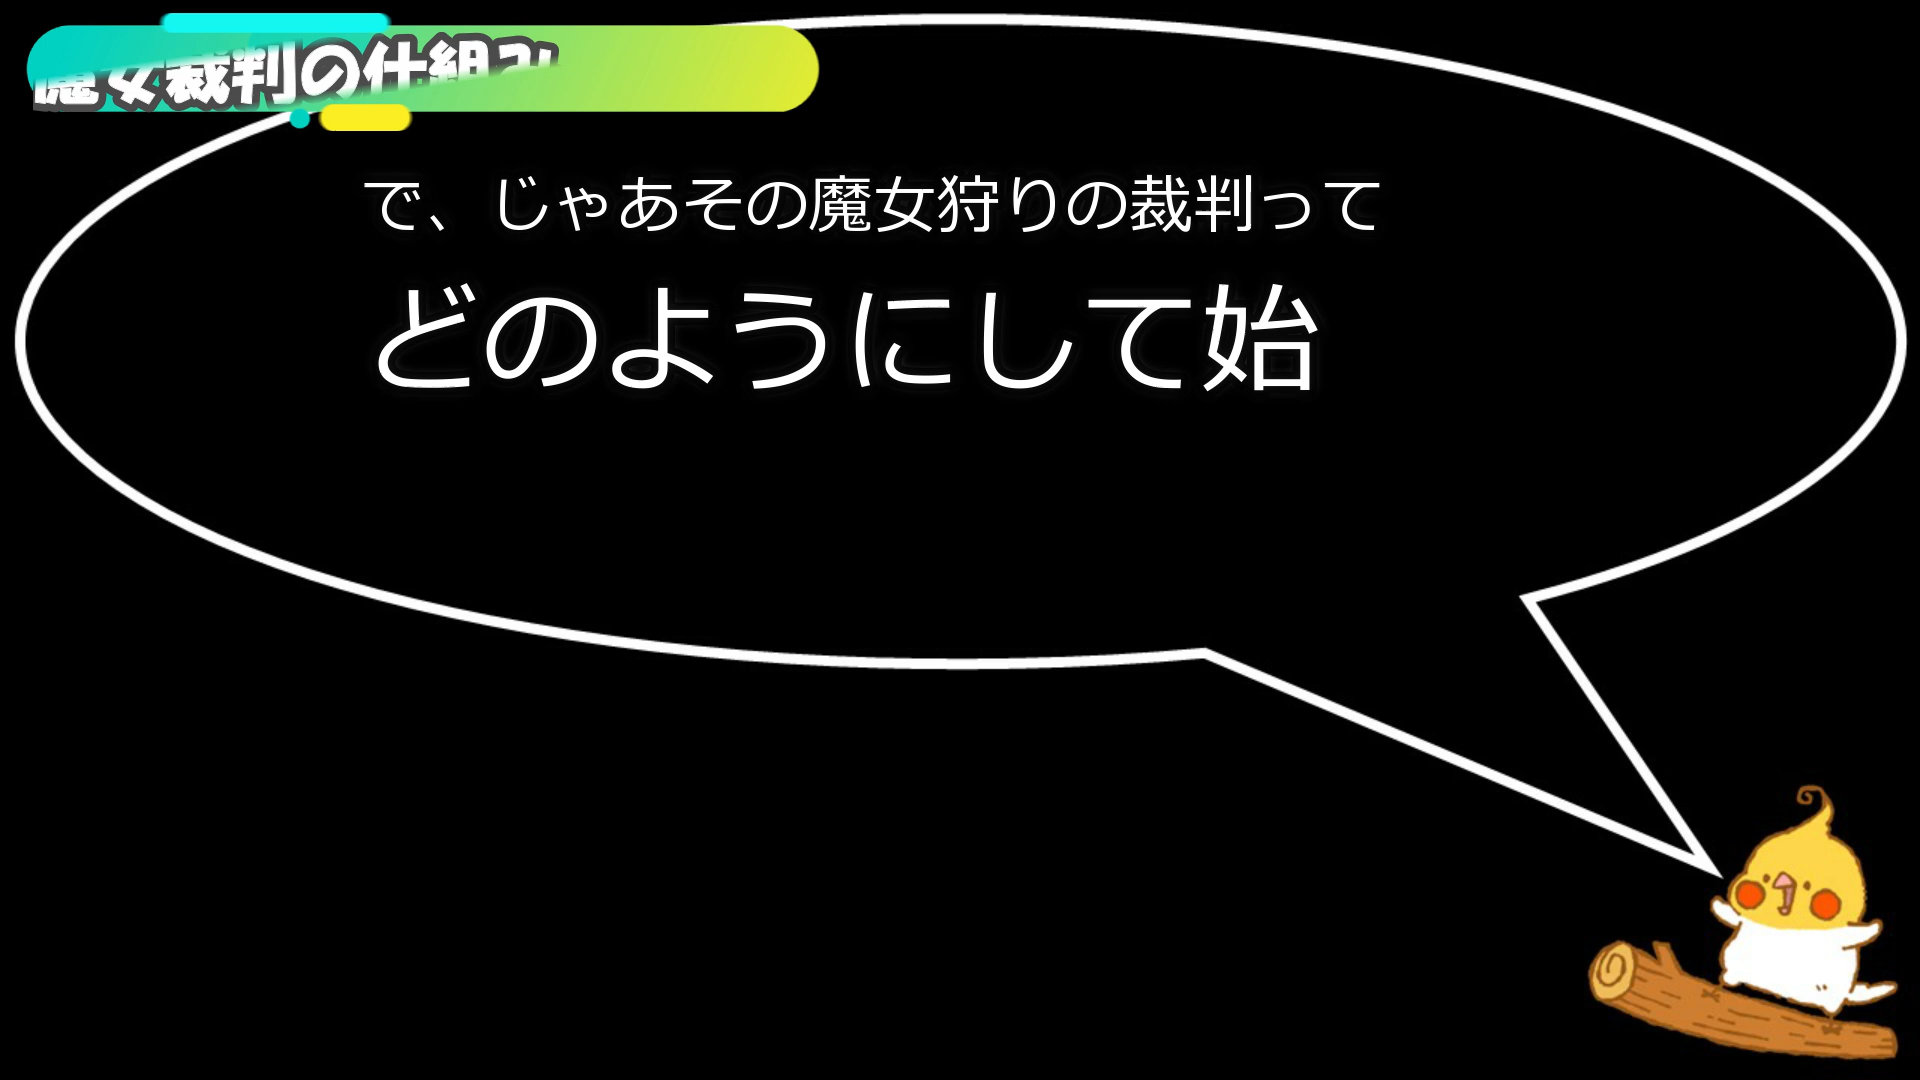 魔女裁判の仕組み
で、じゃあその魔女狩りの裁判って
どのようにして始